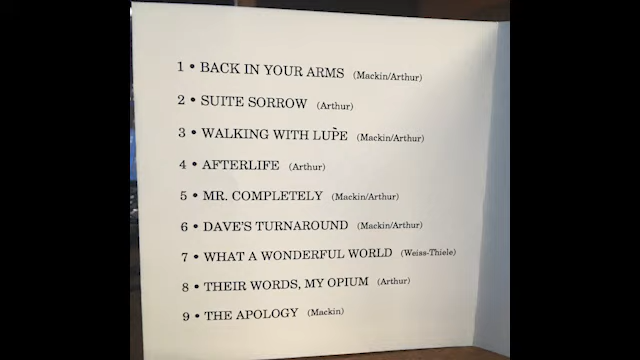 1 • BACK IN YOUR ARMS (Mackin/Arthur)
2 • SUITE SORROW (Arthur)
3 • WALKING WITH LUPÈ (Mackin/Arthur)
4 • AFTERLIFE (Arthur)
5 • MR. COMPLETELY (Mackin/Arthur)
6 • DAVE'S TURNAROUND (Mackin/Arthur)
7 • WHAT A WONDERFUL WORLD (Weiss-Thiele)
8 • THEIR WORDS, MY OPIUM (Arthur)
9 • THE APOLOGY (Mackin)